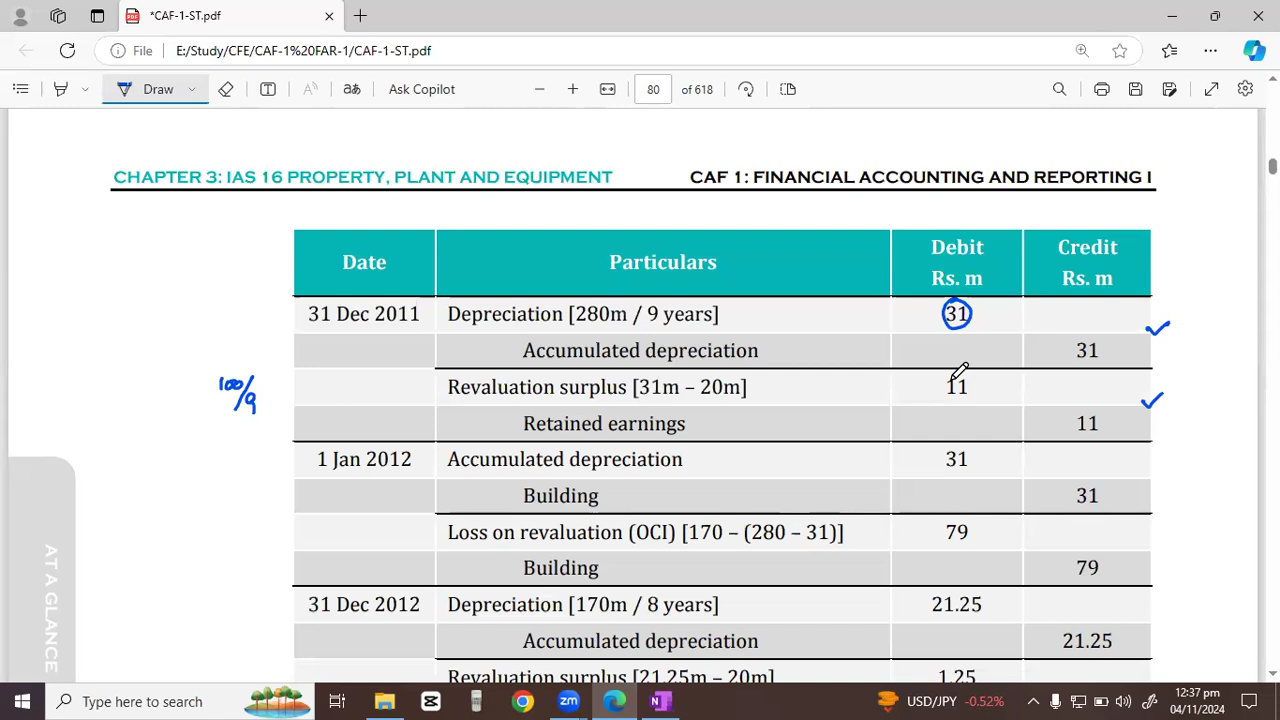 *CAF-1-ST.pdf
File E:/Study/CFE/CAF-1%20FAR-1/CAF-1-ST.pdf
Draw Ask Copilot 80 of 618
CHAPTER 3: IAS 16 PROPERTY, PLANT AND EQUIPMENT CAF 1: FINANCIAL ACCOUNTING AND REPORTING I
Date Particulars Debit Rs. m Credit Rs. m
31 Dec 2011 Depreciation [280m / 9 years] 31
Accumulated depreciation 31
100/9 Revaluation surplus [31m – 20m] 11
Retained earnings 11
1 Jan 2012 Accumulated depreciation 31
Building 31
Loss on revaluation (OCI) [170 – (280 – 31)] 79
Building 79
31 Dec 2012 Depreciation [170m / 8 years] 21.25
Accumulated depreciation 21.25
Revaluation surplus [21.25m – 20m] 1.25
AT A GLANCE
Type here to search USD/JPY -0.52% 12:37 pm
04/11/2024